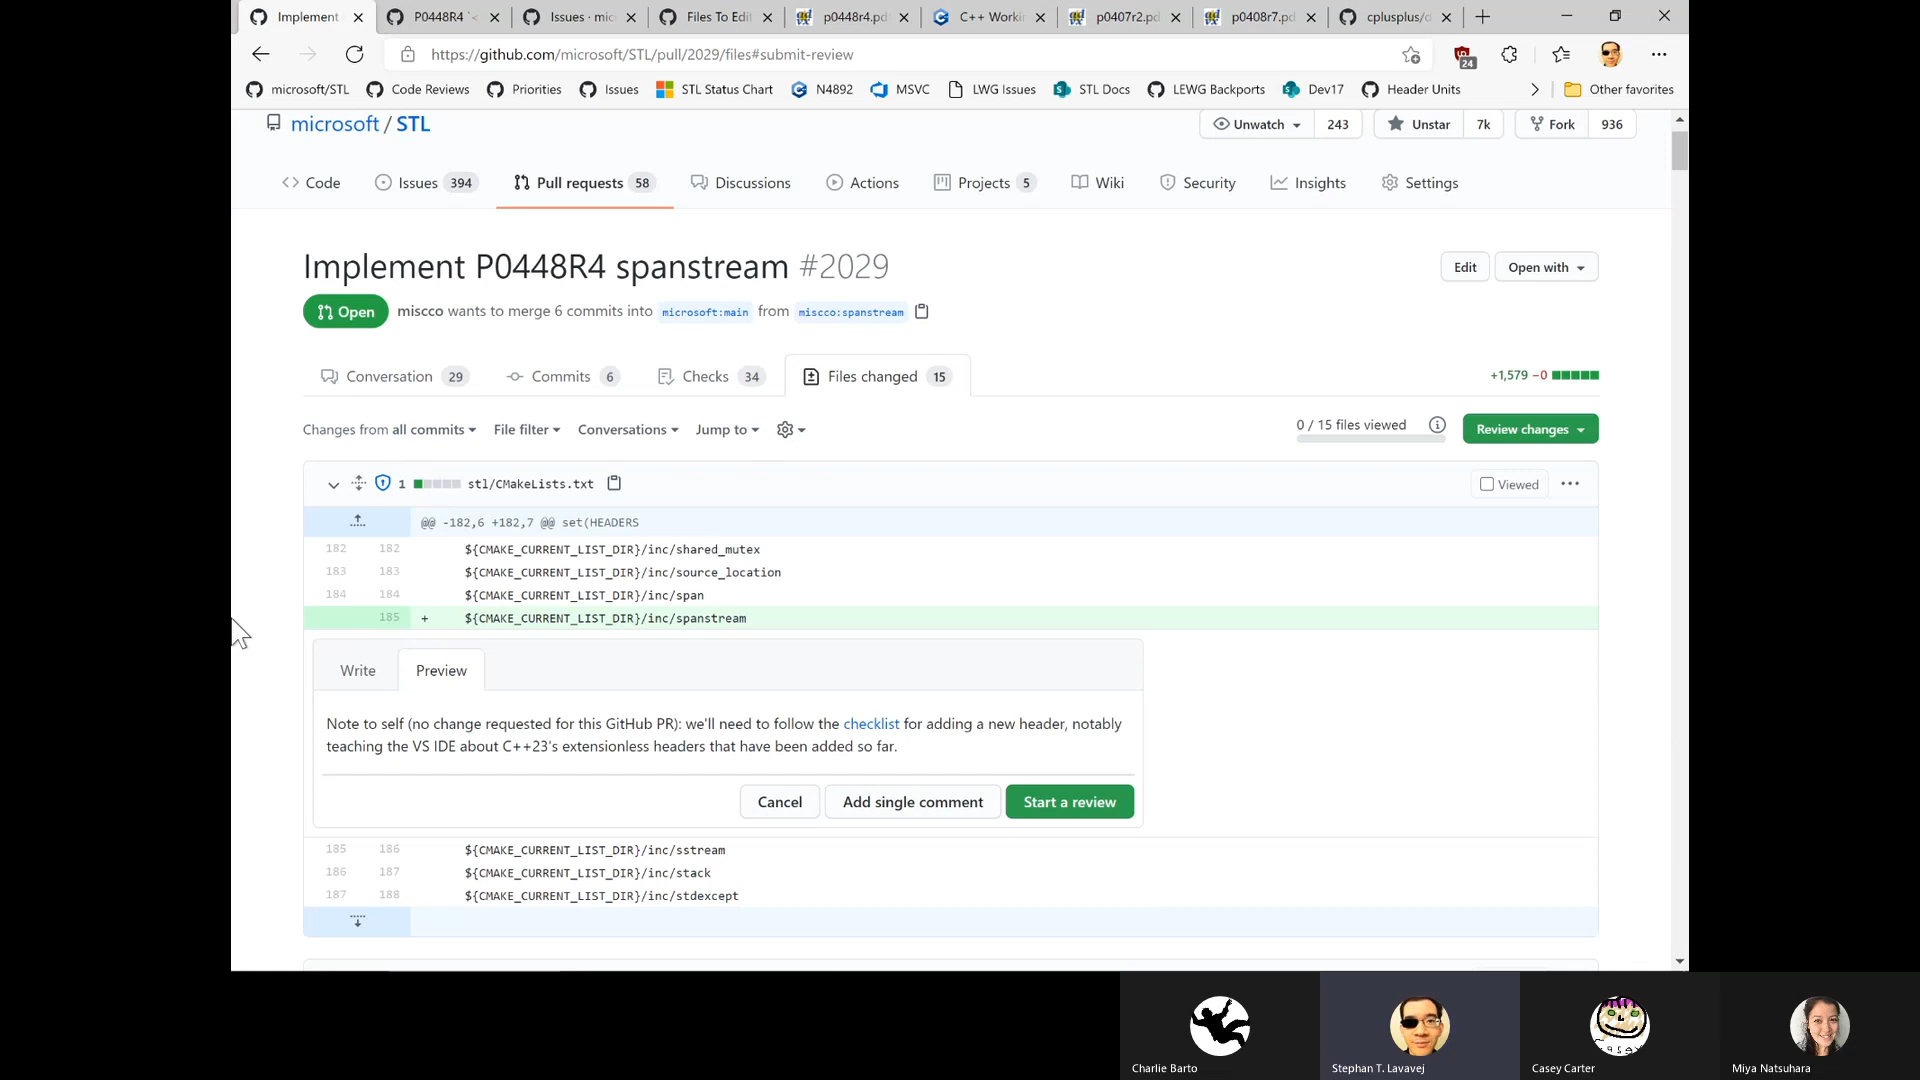 Implement
P0448R4 `<
Issues · mic
Files To Edi
p0448r4.pd
C++ Worki
p0407r2.pd
p0408r7.pd
cplusplus/d
https://github.com/microsoft/STL/pull/2029/files#submit-review
24
microsoft/STL
Code Reviews
Priorities
Issues
STL Status Chart
N4892
MSVC
LWG Issues
STL Docs
LEWG Backports
Dev17
Header Units
Other favorites
microsoft / STL
Unwatch 243
Unstar 7k
Fork 936
Code
Issues 394
Pull requests 58
Discussions
Actions
Projects 5
Wiki
Security
Insights
Settings
Implement P0448R4 spanstream #2029
Edit
Open with
Open
miscco wants to merge 6 commits into microsoft:main from miscco:spanstream
Conversation 29
Commits 6
Checks 34
Files changed 15
+1,579 −0
Changes from all commits
File filter
Conversations
Jump to
0 / 15 files viewed
Review changes
1 stl/CMakeLists.txt
Viewed
@@ -182,6 +182,7 @@ set(HEADERS
182 182 ${CMAKE_CURRENT_LIST_DIR}/inc/shared_mutex
183 183 ${CMAKE_CURRENT_LIST_DIR}/inc/source_location
184 184 ${CMAKE_CURRENT_LIST_DIR}/inc/span
185 + ${CMAKE_CURRENT_LIST_DIR}/inc/spanstream
Write
Preview
Note to self (no change requested for this GitHub PR): we'll need to follow the checklist for adding a new header, notably
teaching the VS IDE about C++23's extensionless headers that have been added so far.
Cancel
Add single comment
Start a review
185 186 ${CMAKE_CURRENT_LIST_DIR}/inc/sstream
186 187 ${CMAKE_CURRENT_LIST_DIR}/inc/stack
187 188 ${CMAKE_CURRENT_LIST_DIR}/inc/stdexcept
Charlie Barto
Stephan T. Lavavej
Casey Carter
Miya Natsuhara